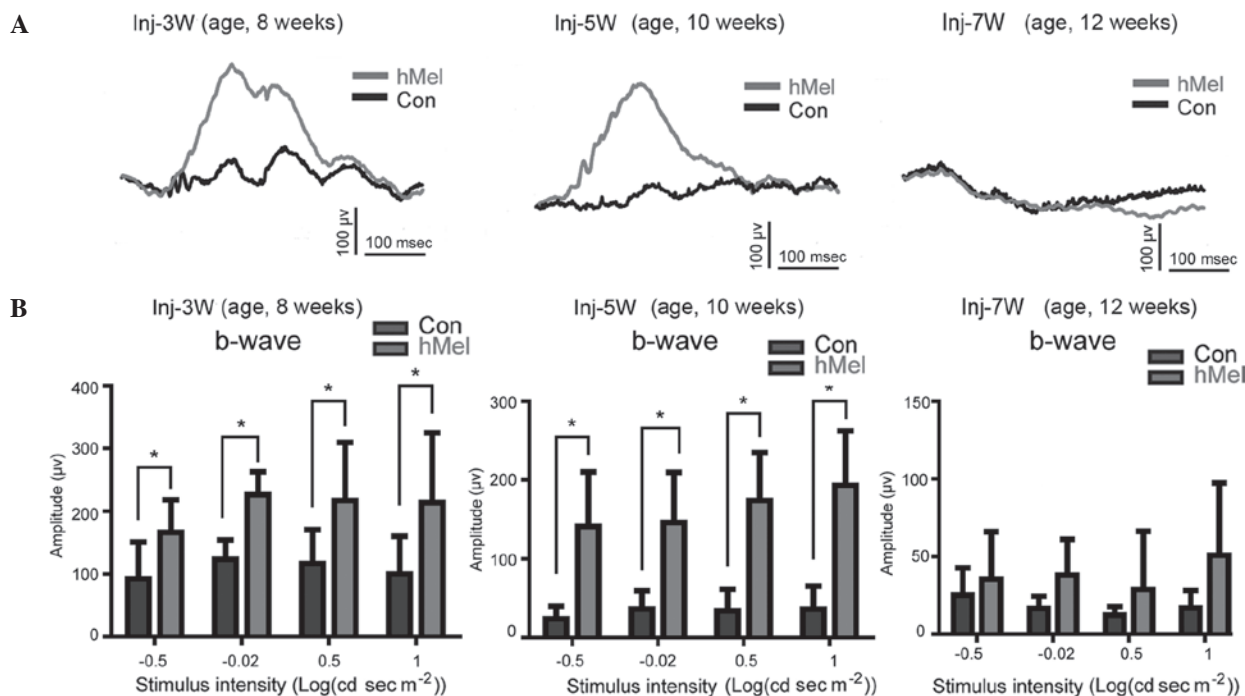 A
Inj-3W (age, 8 weeks)
hMel
Con
100 μv
100 msec
Inj-5W (age, 10 weeks)
hMel
Con
100 μv
100 msec
Inj-7W (age, 12 weeks)
hMel
Con
100 μv
100 msec
B
Inj-3W (age, 8 weeks)
b-wave
Con
hMel
Amplitude (μv)
400
300
200
100
0
* * * *
-0.5 -0.02 0.5 1
Stimulus intensity (Log(cd sec m-2))
Inj-5W (age, 10 weeks)
b-wave
Con
hMel
Amplitude (μv)
300
200
100
0
* * * *
-0.5 -0.02 0.5 1
Stimulus intensity (Log(cd sec m-2))
Inj-7W (age, 12 weeks)
b-wave
Con
hMel
Amplitude (μv)
150
100
50
0
-0.5 -0.02 0.5 1
Stimulus intensity (Log(cd sec m-2))